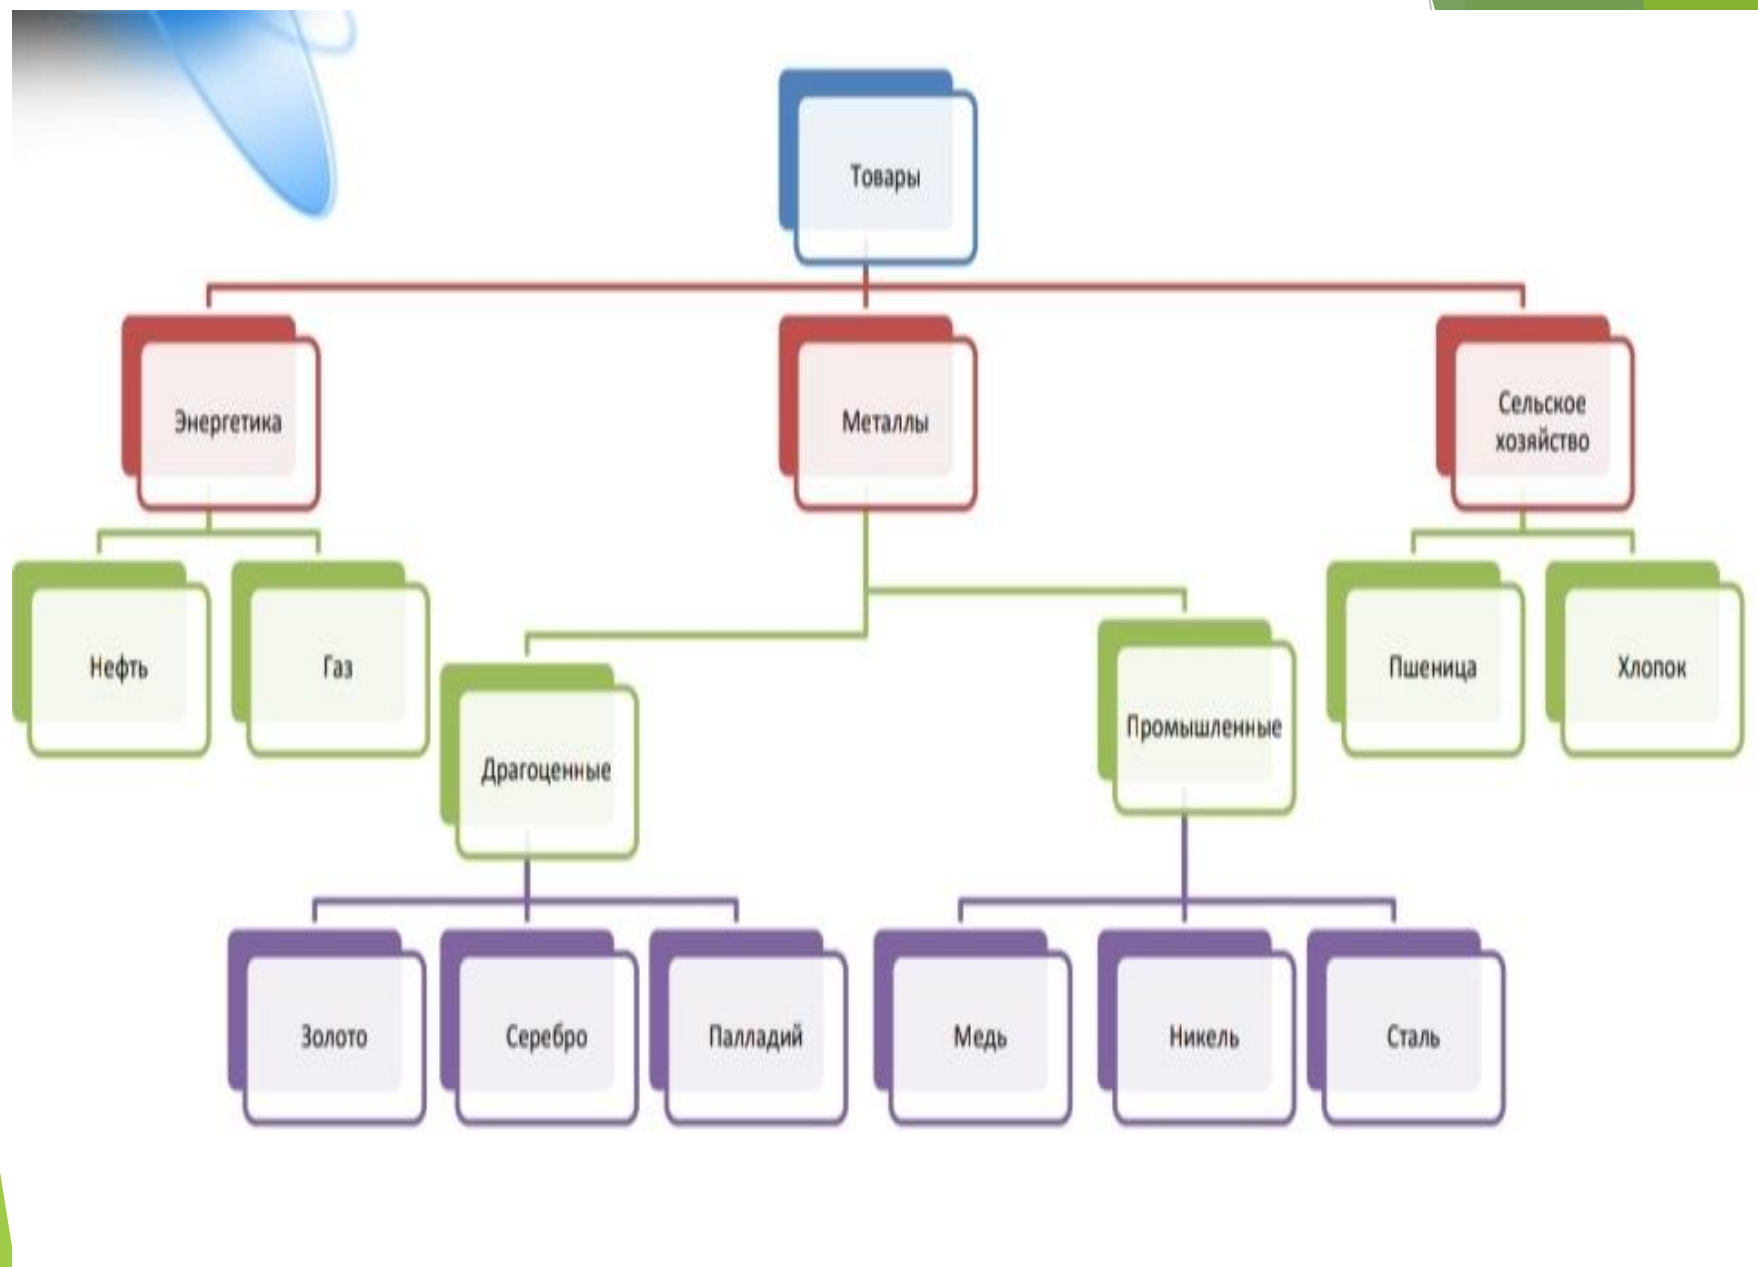 Товары
Энергетика
Металлы
Сельское
хозяйство
Нефть
Газ
Драгоценные
Промышленные
Пшеница
Хлопок
Золото
Серебро
Палладий
Медь
Никель
Сталь